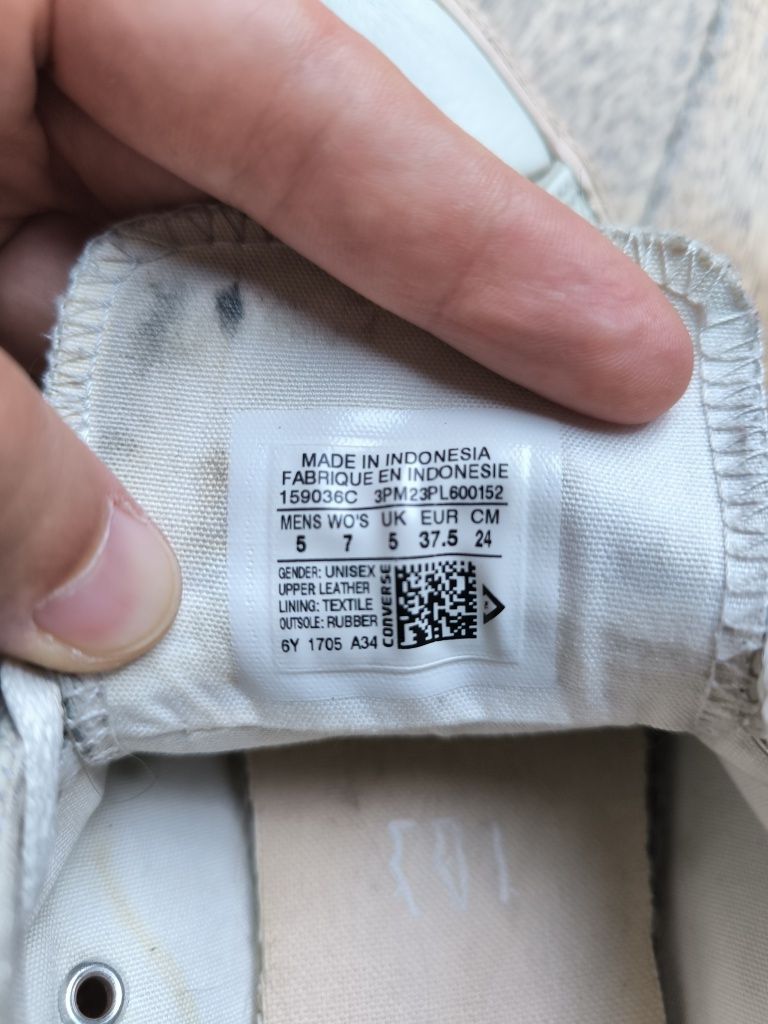 MADE IN INDONESIA
FABRIQUE EN INDONESIE
159036C 3PM23PL600152
MENS WO'S UK EUR CM
5 7 5 37.5 24
GENDER: UNISEX
UPPER LEATHER
LINING: TEXTILE
OUTSOLE: RUBBER
6Y 1705 A34
CONVERSE